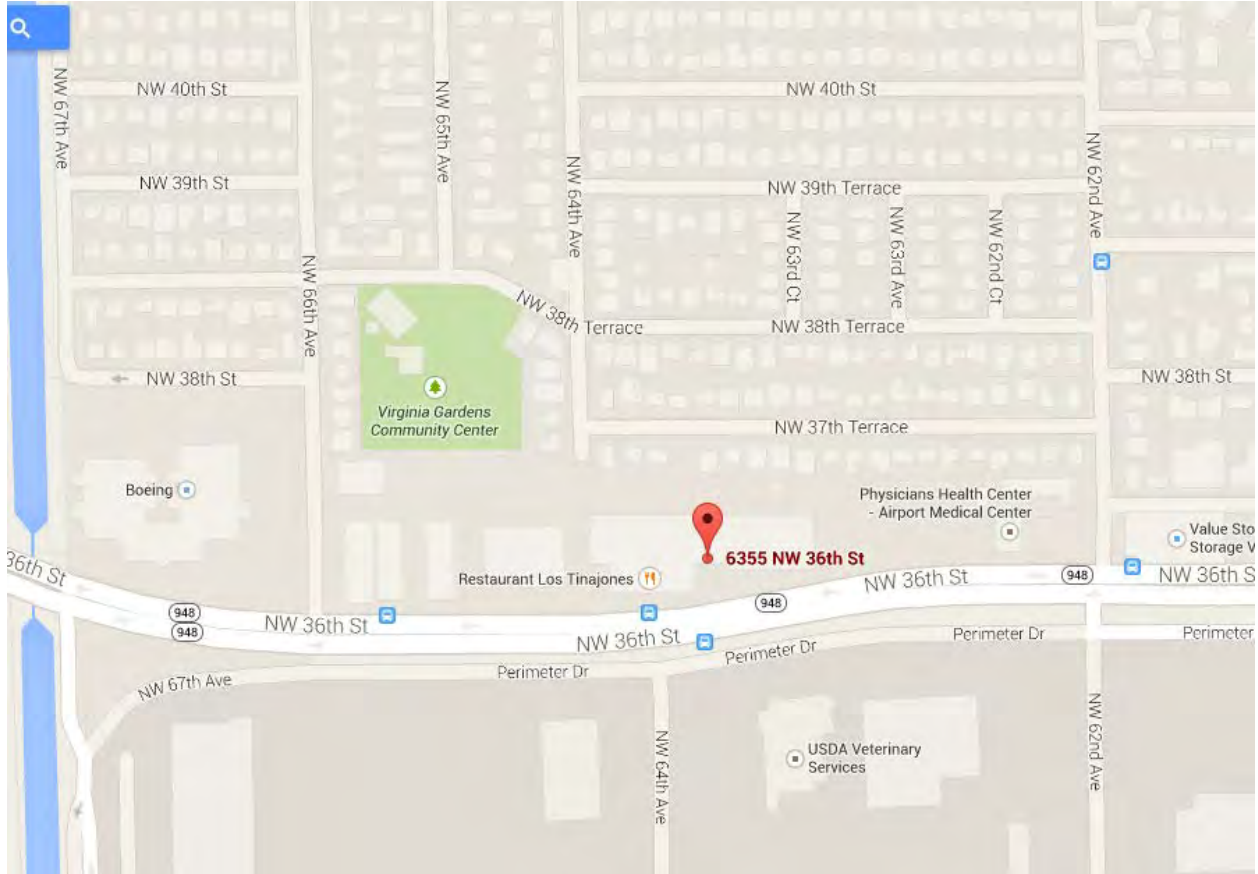 NW 67th Ave
NW 40th St
NW 65th Ave
NW 40th St
NW 62nd Ave
NW 39th St
NW 64th Ave
NW 39th Terrace
NW 63rd Ct
NW 63rd Ave
NW 62nd Ct
NW 66th Ave
NW 38th Terrace
NW 38th Terrace
NW 38th St
NW 38th St
Virginia Gardens
Community Center
NW 37th Terrace
Boeing
Physicians Health Center
- Airport Medical Center
Value Sto
Storage V
6355 NW 36th St
Restaurant Los Tinajones
36th St
NW 36th St
948
NW 36th S
948
948
948
NW 36th St
NW 36th St
Perimeter Dr
Perimeter
Perimeter Dr
Perimeter Dr
NW 67th Ave
NW 64th Ave
NW 62nd Ave
USDA Veterinary
Services